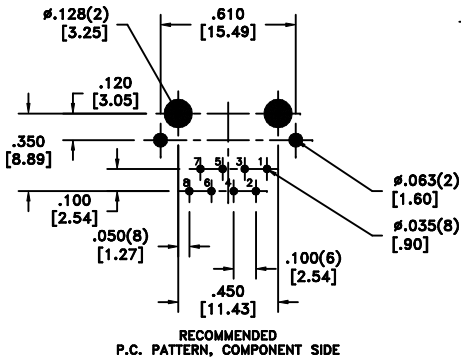 ø.128(2)
[3.25]
.610
[15.49]
.120
[3.05]
.350
[8.89]
7 5 3 1
8 6 4 2
ø.063(2)
[1.60]
.100
[2.54]
ø.035(8)
[.90]
.050(8)
[1.27]
.100(6)
[2.54]
.450
[11.43]
RECOMMENDED
P.C. PATTERN, COMPONENT SIDE